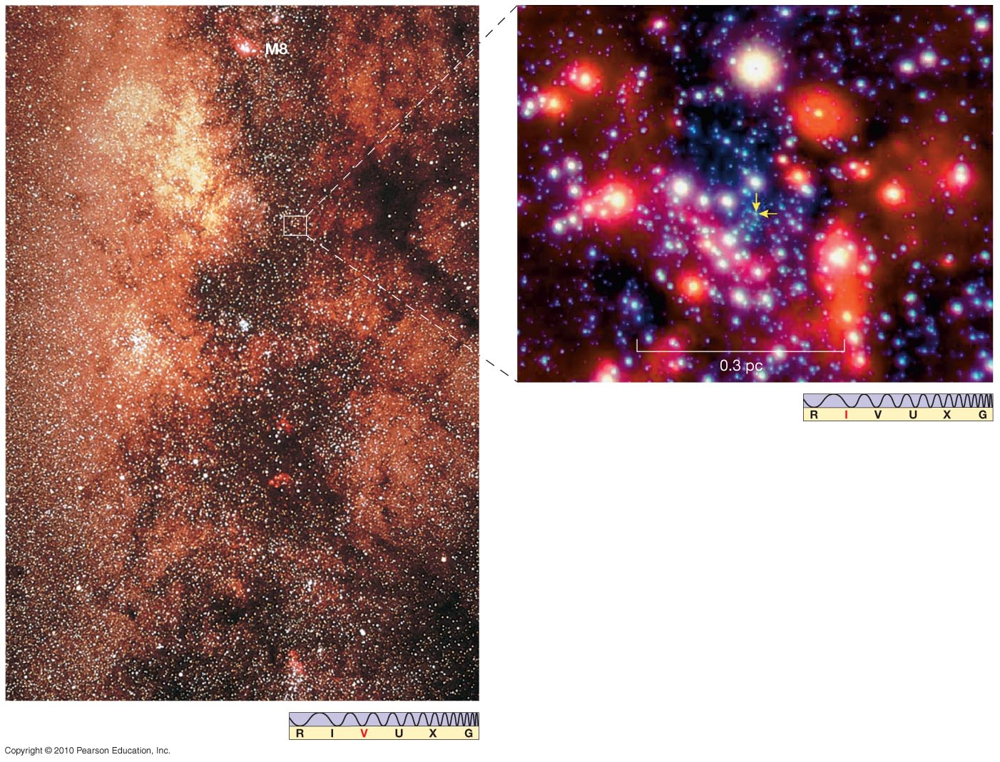 M8
0.3 pc
R I V U X G
R I V U X G
Copyright © 2010 Pearson Education, Inc.